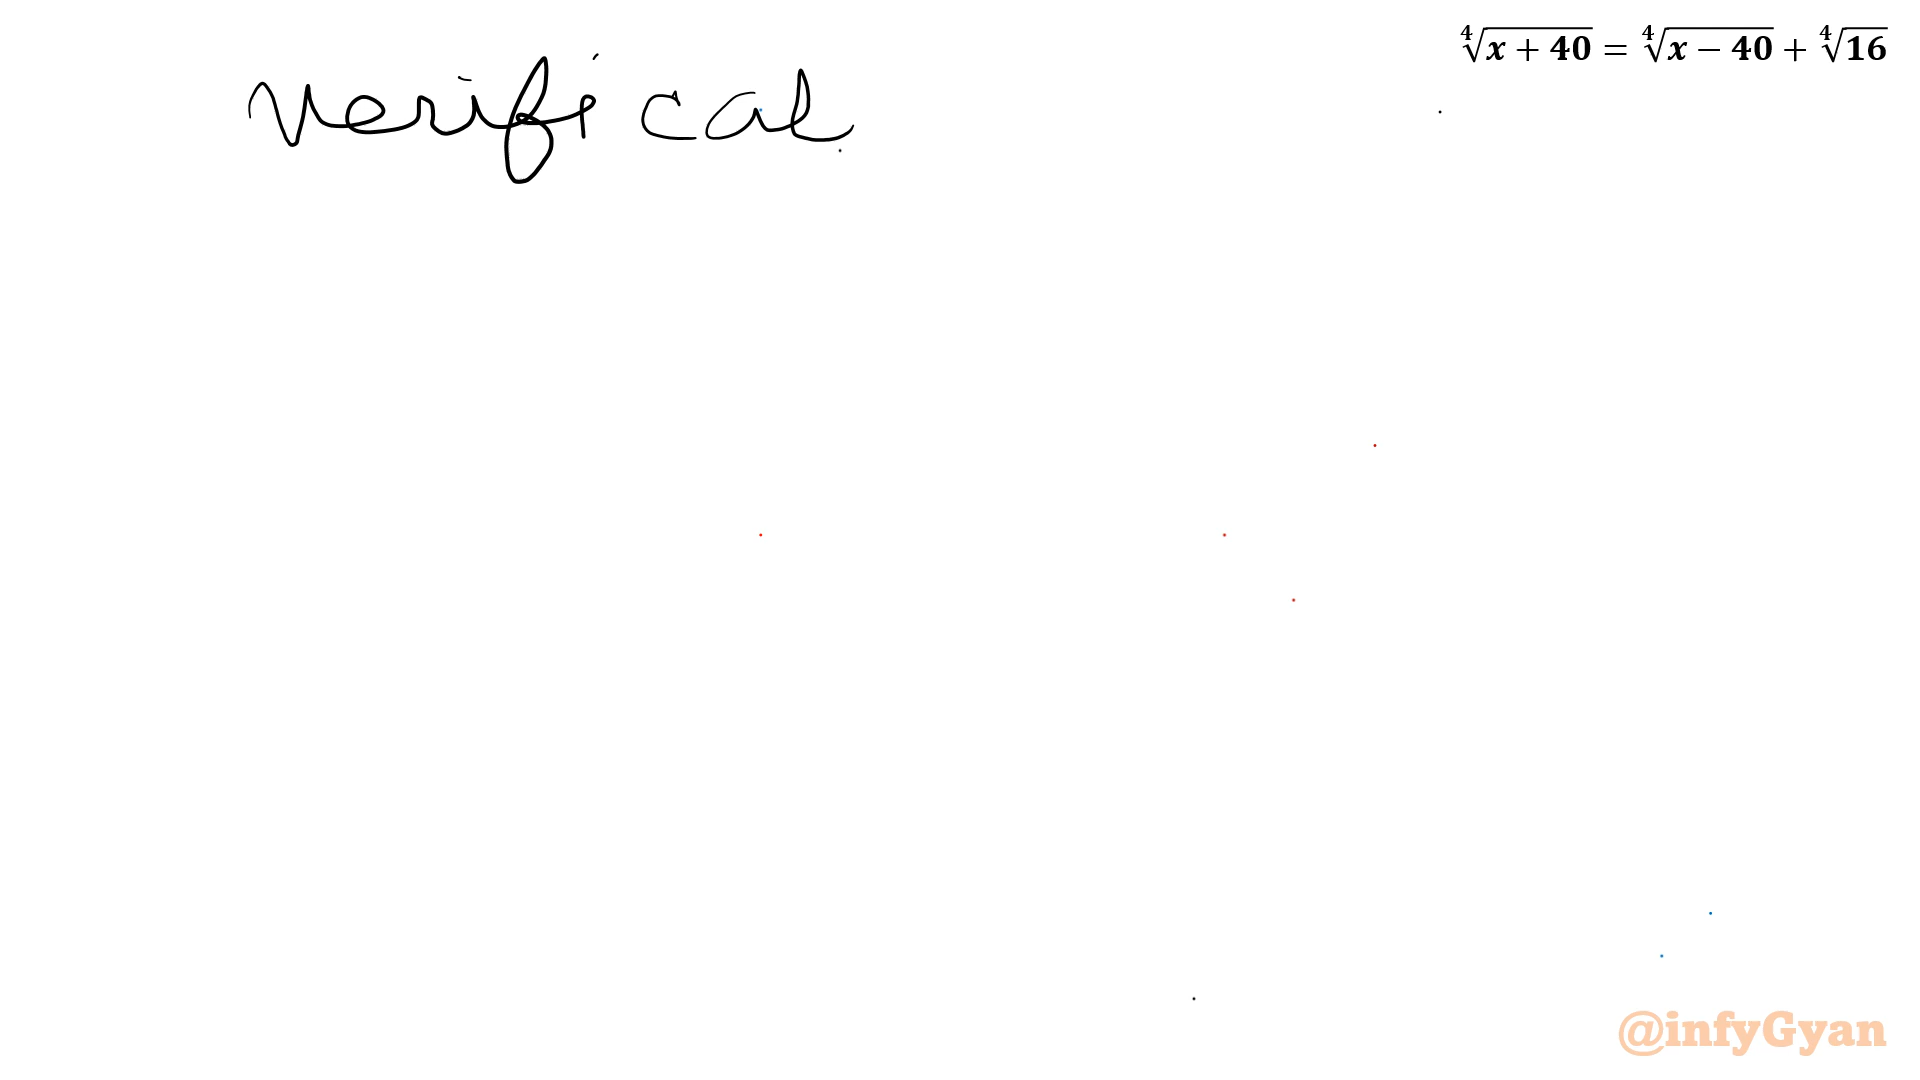 ∜(x + 40) = ∜(x − 40) + ∜16
verifical
@infyGyan